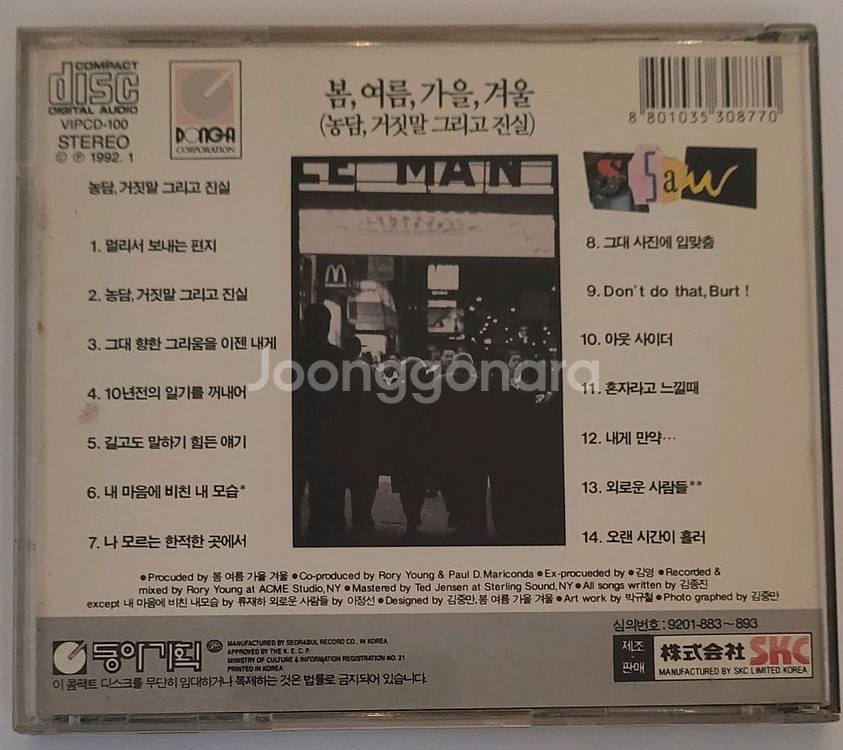 COMPACT
disc
DIGITAL AUDIO
VIPCD-100
STEREO
© ℗ 1992. 1
DONG-A
CORPORATION
봄, 여름, 가을, 겨울
(농담, 거짓말 그리고 진실)
8 801035 308770
SSaW
농담, 거짓말 그리고 진실
1. 멀리서 보내는 편지
2. 농담, 거짓말 그리고 진실
3. 그대 향한 그리움을 이젠 내게
4. 10년전의 일기를 꺼내어
5. 길고도 말하기 힘든 얘기
6. 내 마음에 비친 내 모습*
7. 나 모르는 한적한 곳에서
MAN
8. 그대 사진에 입맞춤
9. Don't do that, Burt !
10. 아웃 사이더
11. 혼자라고 느낄때
12. 내게 만약…
13. 외로운 사람들**
14. 오랜 시간이 흘러
Joonggonara
●Procuded by 봄 여름 가을 겨울 ●Co-produced by Rory Young & Paul D. Mariconda ●Ex-procueded by ●김영 ●Recorded &
mixed by Rory Young at ACME Studio, NY ●Mastered by Ted Jensen at Sterling Sound, NY ●All songs written by 김종진
except 내 마음에 비친 내모습 by 류재하 외로운 사람들 by 이정선 ●Designed by 김중만, 봄 여름 가을 겨울 ●Art work by 박규철 ●Photo graphed by 김중만
심의번호 : 9201-883~893
동아기획
MANUFACTURED BY SEORABUL RECORD CO., IN KOREA
APPROVED BY THE K. E. C. P.
MINISTRY OF CULTURE & INFORMATION REGISTRATION NO. 21
PRINTED IN KOREA
이 콤팩트 디스크를 무단히 임대하거나 복제하는 것은 법률로 금지되어 있습니다.
제조
판매
株式会社 SKC
MANUFACTURED BY SKC LIMITED KOREA